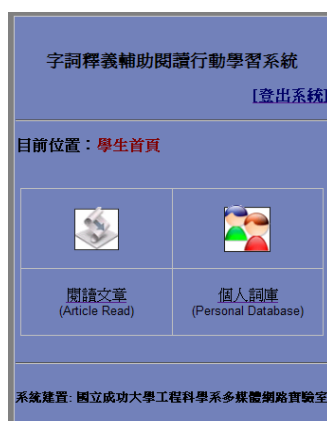 字詞釋義輔助閱讀行動學習系統
[登出系統]
目前位置：學生首頁
閱讀文章
(Article Read)
個人詞庫
(Personal Database)
系統建置: 國立成功大學工程科學系多媒體網路實驗室